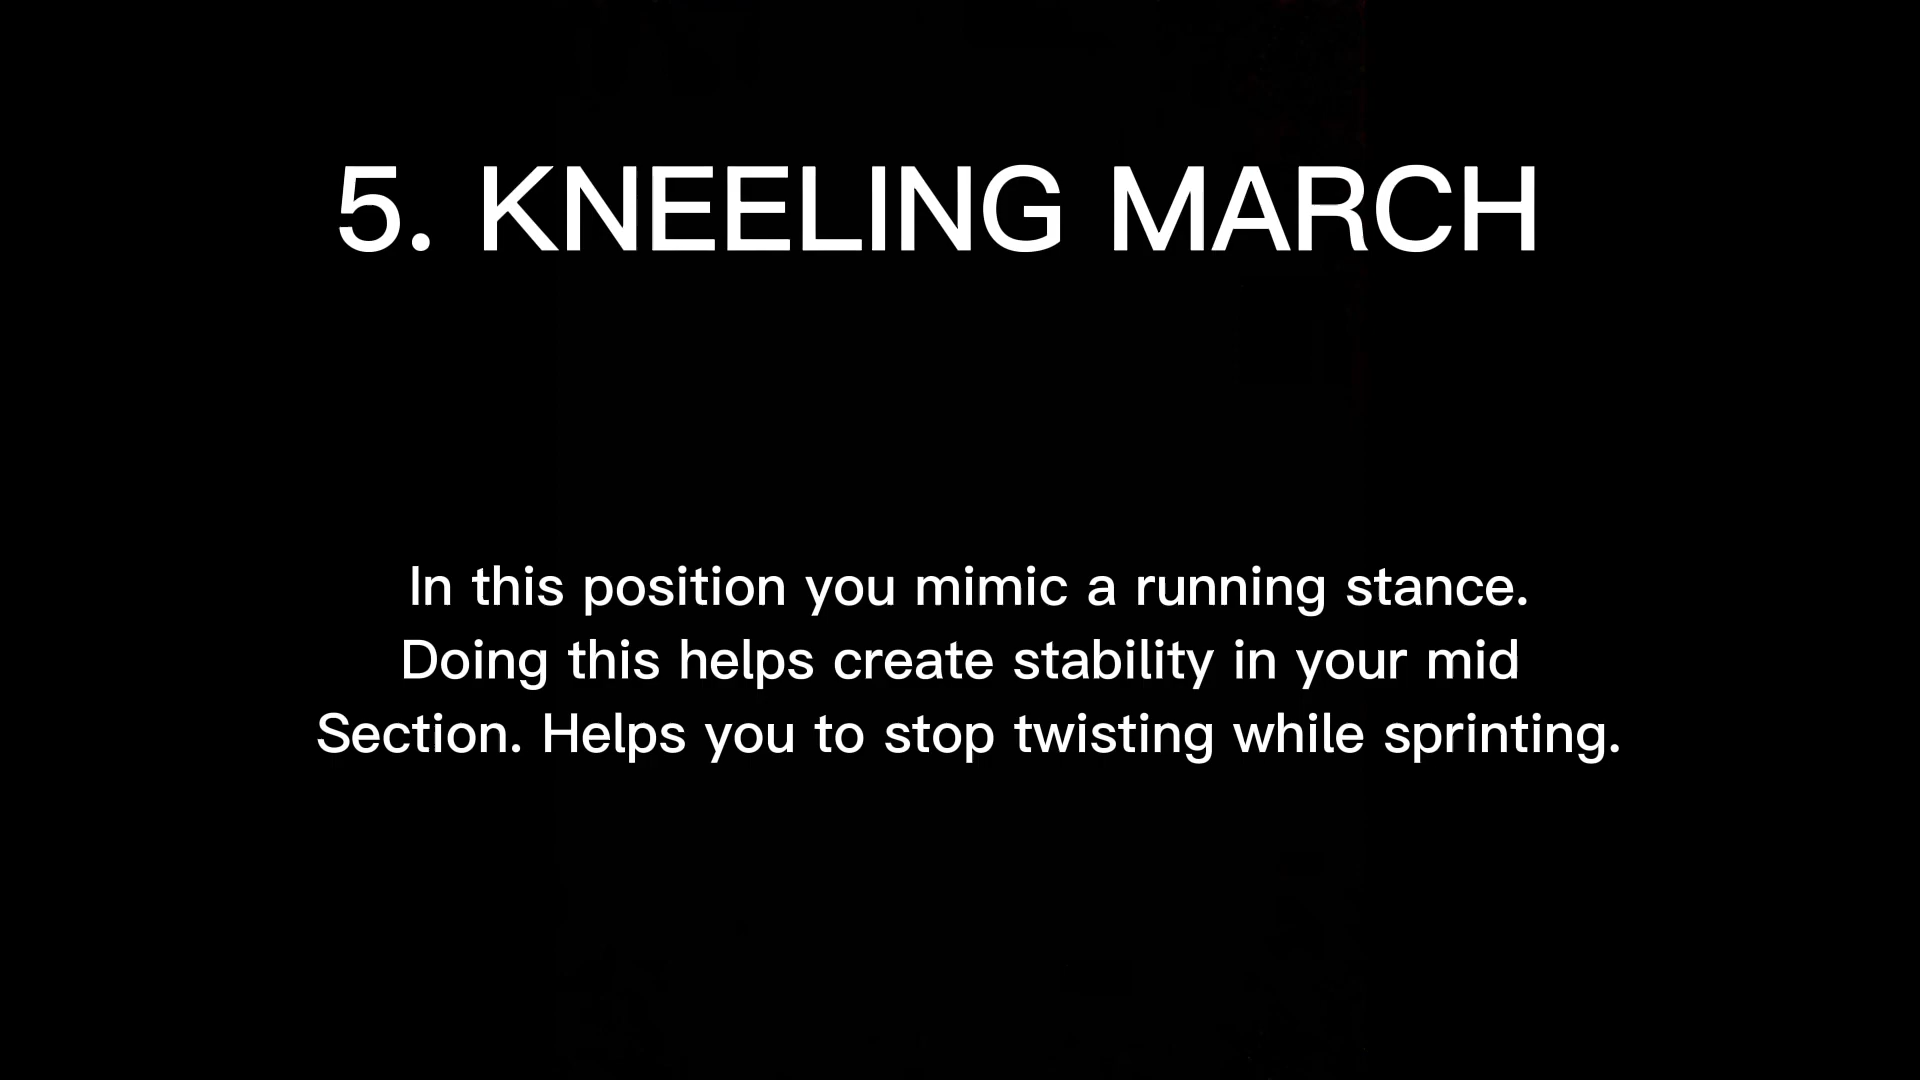 5. KNEELING MARCH
In this position you mimic a running stance.
Doing this helps create stability in your mid
Section. Helps you to stop twisting while sprinting.